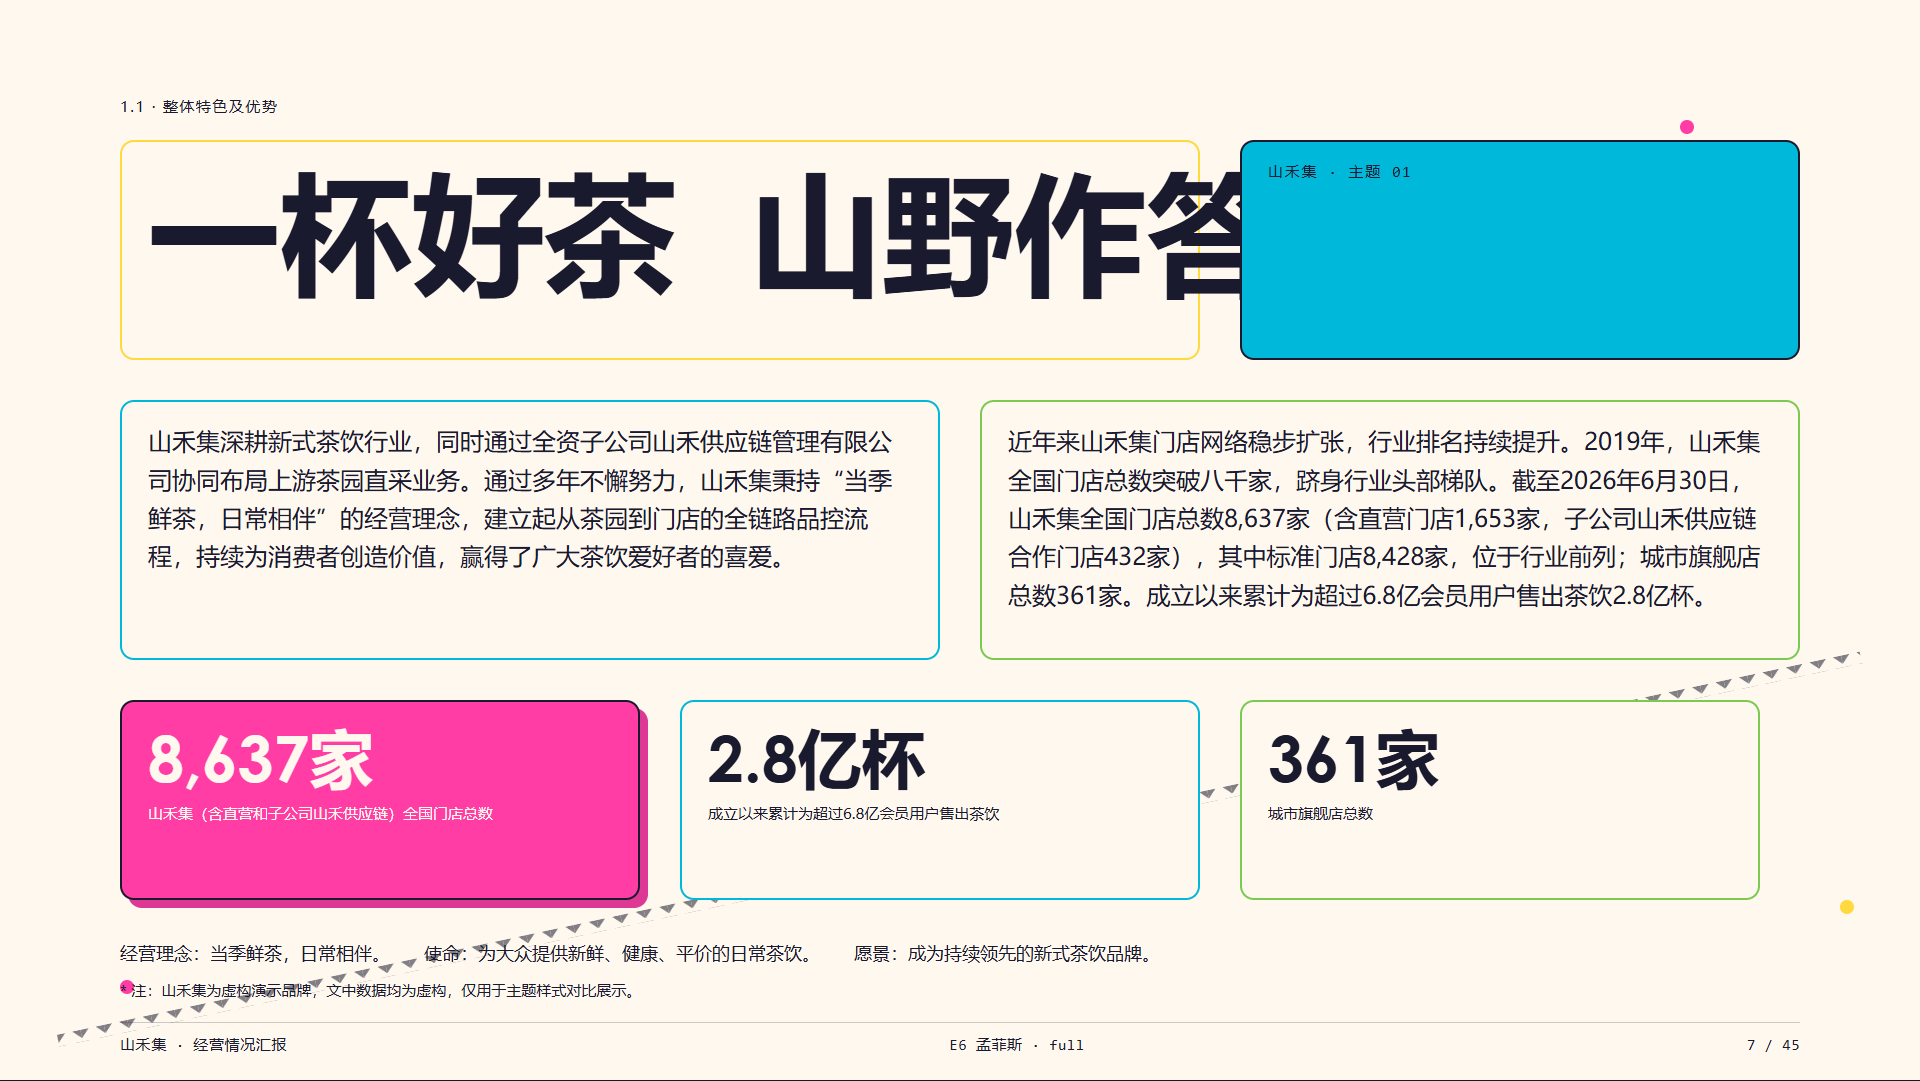 1.1 · 整体特色及优势
一杯好茶 山野作答
山禾集 · 主题 01
山禾集深耕新式茶饮行业，同时通过全资子公司山禾供应链管理有限公
司协同布局上游茶园直采业务。通过多年不懈努力，山禾集秉持“当季
鲜茶，日常相伴”的经营理念，建立起从茶园到门店的全链路品控流
程，持续为消费者创造价值，赢得了广大茶饮爱好者的喜爱。
近年来山禾集门店网络稳步扩张，行业排名持续提升。2019年，山禾集
全国门店总数突破八千家，跻身行业头部梯队。截至2026年6月30日，
山禾集全国门店总数8,637家（含直营门店1,653家，子公司山禾供应链
合作门店432家），其中标准门店8,428家，位于行业前列；城市旗舰店
总数361家。成立以来累计为超过6.8亿会员用户售出茶饮2.8亿杯。
8,637家
山禾集（含直营和子公司山禾供应链）全国门店总数
2.8亿杯
成立以来累计为超过6.8亿会员用户售出茶饮
361家
城市旗舰店总数
经营理念：当季鲜茶，日常相伴。 使命：为大众提供新鲜、健康、平价的日常茶饮。 愿景：成为持续领先的新式茶饮品牌。
* 注：山禾集为虚构演示品牌，文中数据均为虚构，仅用于主题样式对比展示。
山禾集 · 经营情况汇报
E6 孟菲斯 · full
7 / 45